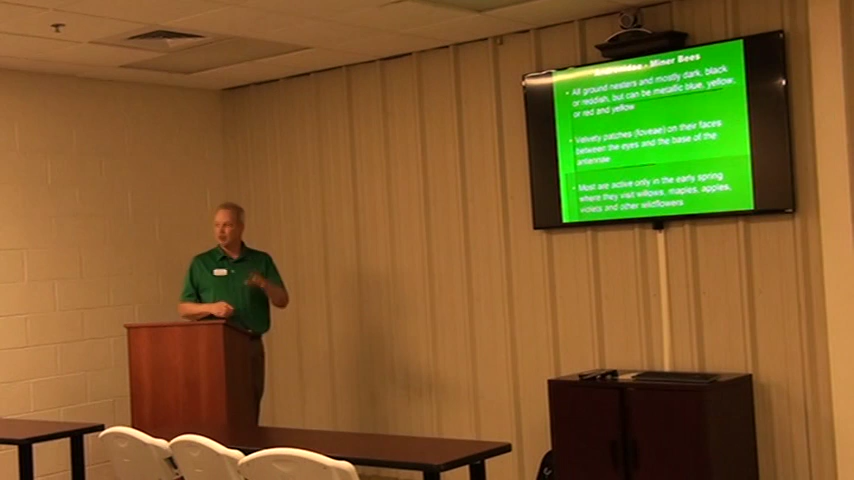 Andrenidae - Miner Bees
• All ground nesters and mostly dark, black
or reddish, but can be metallic blue, yellow,
or red and yellow
• Velvety patches (foveae) on their faces
between the eyes and the base of the
antennae
• Most are active only in the early spring
where they visit willows, maples, apples,
violets and other wildflowers